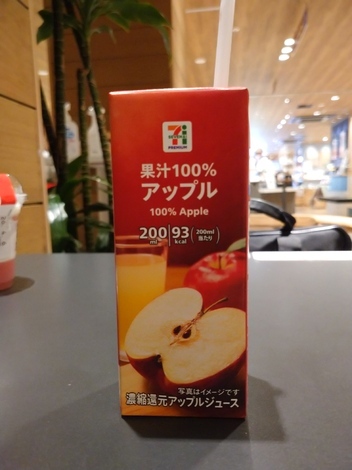 7
ELEVEN
PREMIUM
果汁100%
アップル
100% Apple
200ml 93kcal (200ml当たり)
写真はイメージです
濃縮還元アップルジュース